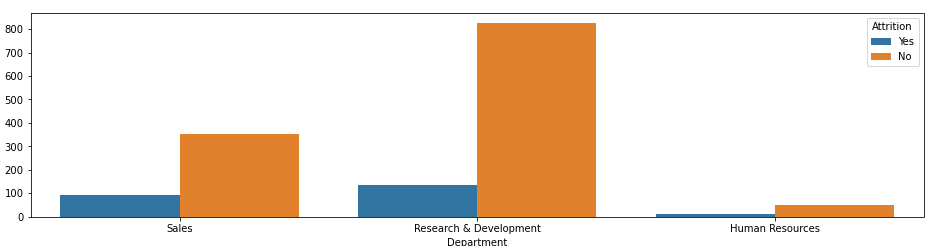 800
700
600
500
400
300
200
100
0
Attrition
Yes
No
Sales
Research & Development
Human Resources
Department